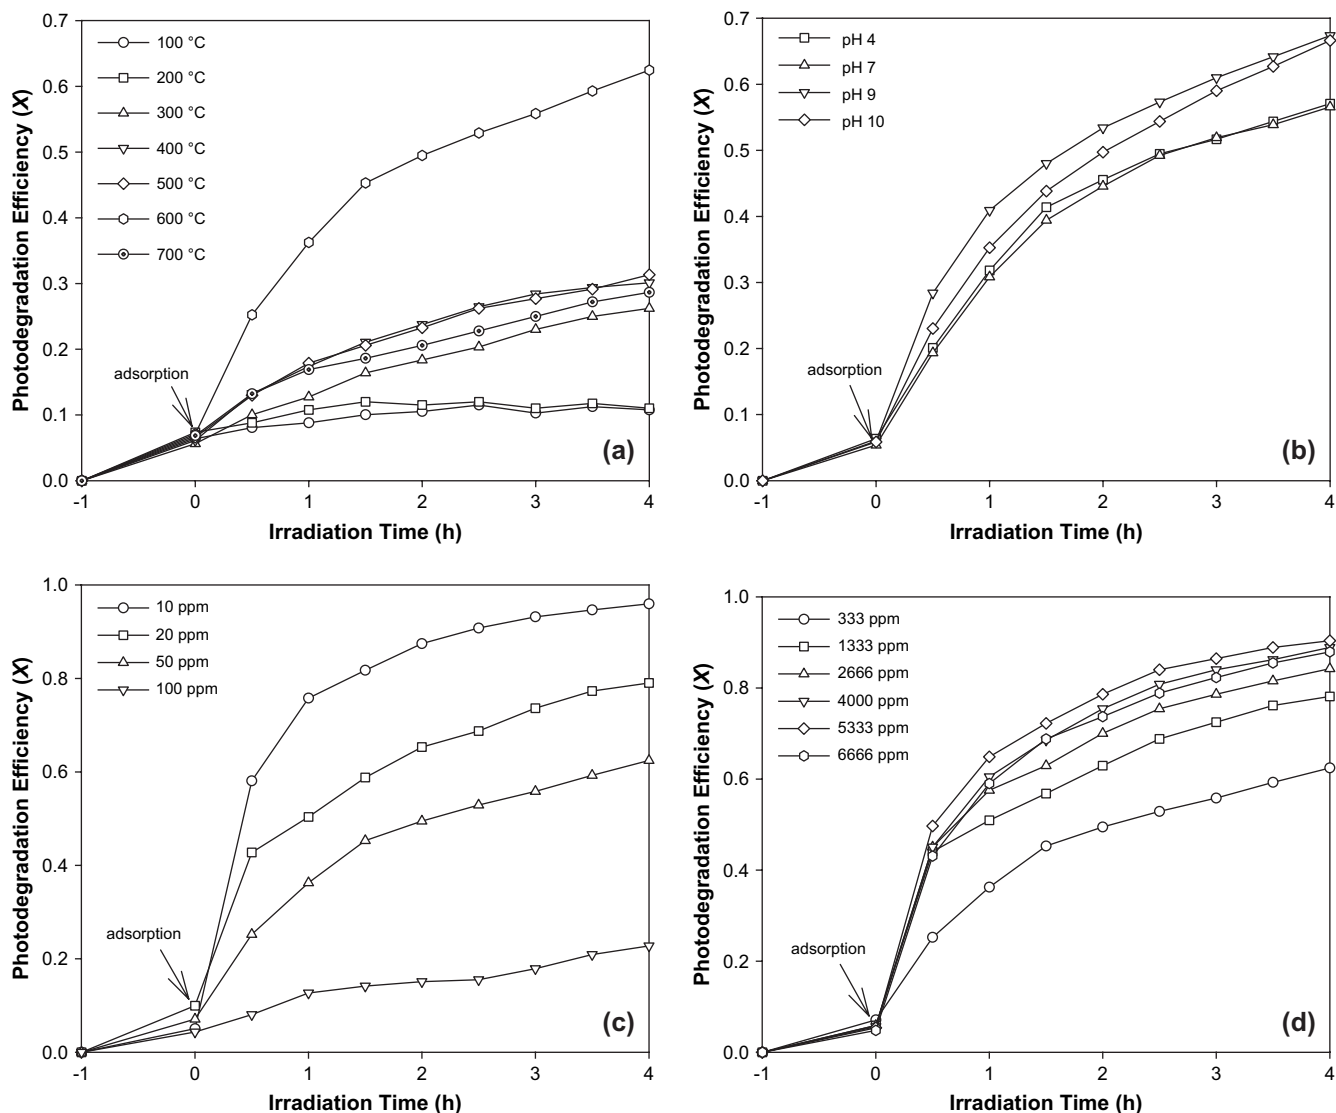 Photodegradation Efficiency (X)
0.7
0.6
0.5
0.4
0.3
0.2
0.1
0.0
100 °C
200 °C
300 °C
400 °C
500 °C
600 °C
700 °C
adsorption
(a)
-1 0 1 2 3 4
Irradiation Time (h)
Photodegradation Efficiency (X)
0.7
0.6
0.5
0.4
0.3
0.2
0.1
0.0
pH 4
pH 7
pH 9
pH 10
adsorption
(b)
-1 0 1 2 3 4
Irradiation Time (h)
Photodegradation Efficiency (X)
1.0
0.8
0.6
0.4
0.2
0.0
10 ppm
20 ppm
50 ppm
100 ppm
adsorption
(c)
-1 0 1 2 3 4
Irradiation Time (h)
Photodegradation Efficiency (X)
1.0
0.8
0.6
0.4
0.2
0.0
333 ppm
1333 ppm
2666 ppm
4000 ppm
5333 ppm
6666 ppm
adsorption
(d)
-1 0 1 2 3 4
Irradiation Time (h)